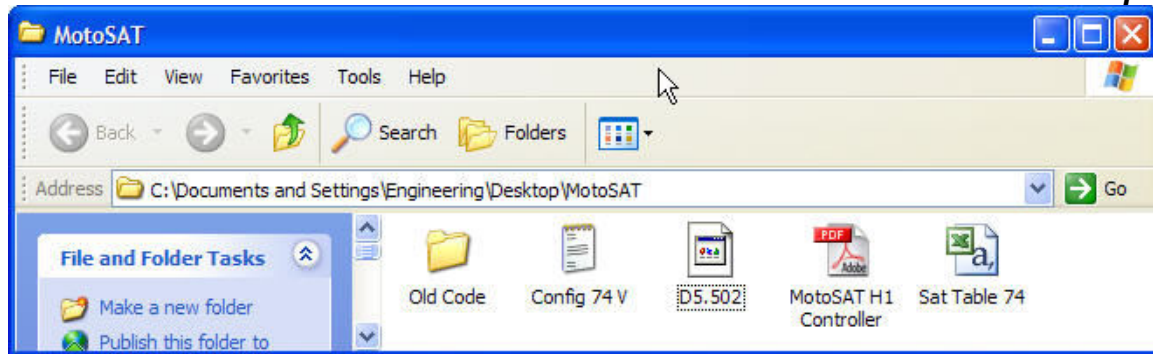 MotoSAT
File Edit View Favorites Tools Help
Back Search Folders
Address C:\Documents and Settings\Engineering\Desktop\MotoSAT Go
File and Folder Tasks
Make a new folder
Publish this folder to
Old Code Config 74 V D5.502 MotoSAT H1 Sat Table 74
Controller
PDF
Adobe
a,